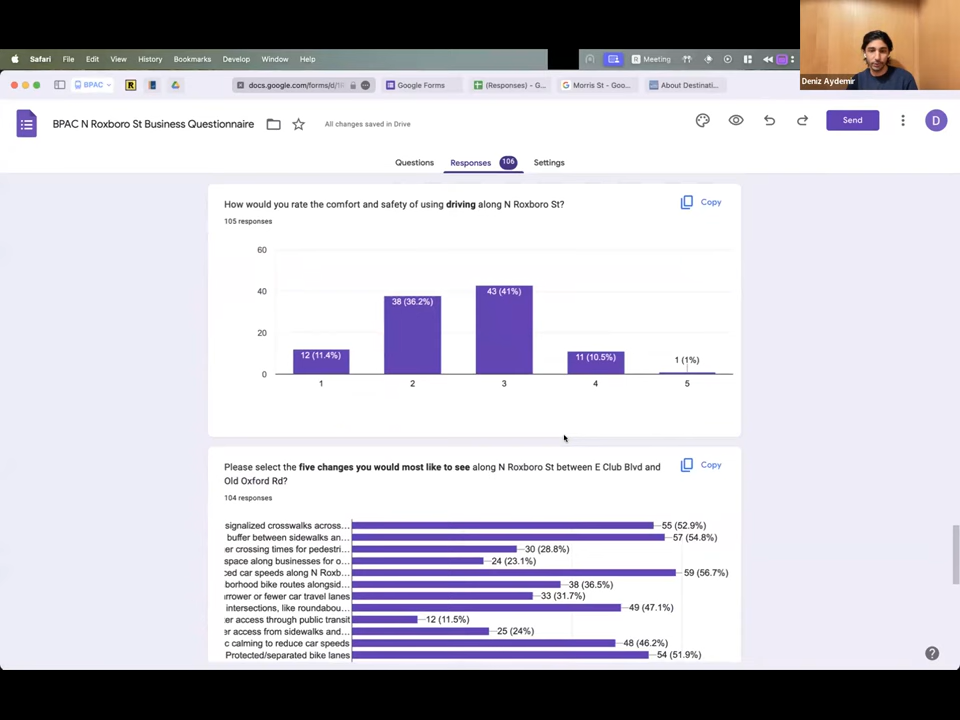 Safari File Edit View History Bookmarks Develop Window Help Meeting
BPAC docs.google.com/forms/d/1 Google Forms (Responses) - G... Morris St - Goo... About Destinati...
Deniz Aydemir
BPAC N Roxboro St Business Questionnaire All changes saved in Drive Send D
Questions Responses 106 Settings
How would you rate the comfort and safety of using driving along N Roxboro St? Copy
105 responses
60
40
20
0
12 (11.4%) 38 (36.2%) 43 (41%) 11 (10.5%) 1 (1%)
1 2 3 4 5
Please select the five changes you would most like to see along N Roxboro St between E Club Blvd and Copy
Old Oxford Rd?
104 responses
signalized crosswalks across... 55 (52.9%)
buffer between sidewalks an... 57 (54.8%)
er crossing times for pedestri... 30 (28.8%)
space along businesses for o... 24 (23.1%)
ced car speeds along N Roxb... 59 (56.7%)
borhood bike routes alongsid... 38 (36.5%)
rrower or fewer car travel lanes 33 (31.7%)
intersections, like roundabou... 49 (47.1%)
er access through public transit 12 (11.5%)
er access from sidewalks and... 25 (24%)
c calming to reduce car speeds 48 (46.2%)
Protected/separated bike lanes 54 (51.9%)